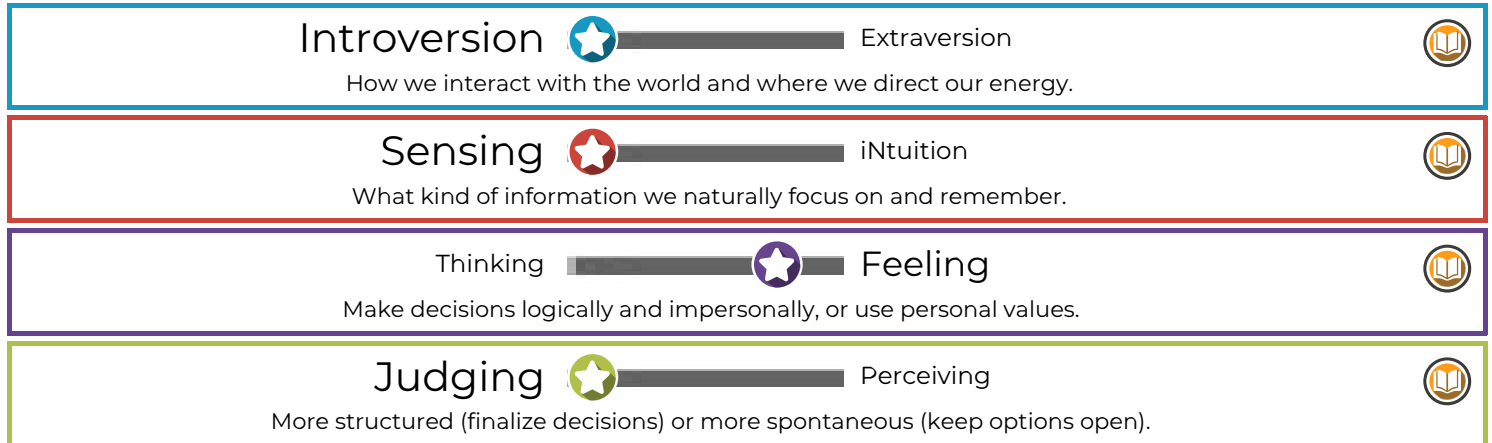 Introversion Extraversion
How we interact with the world and where we direct our energy.
Sensing iNtuition
What kind of information we naturally focus on and remember.
Thinking Feeling
Make decisions logically and impersonally, or use personal values.
Judging Perceiving
More structured (finalize decisions) or more spontaneous (keep options open).